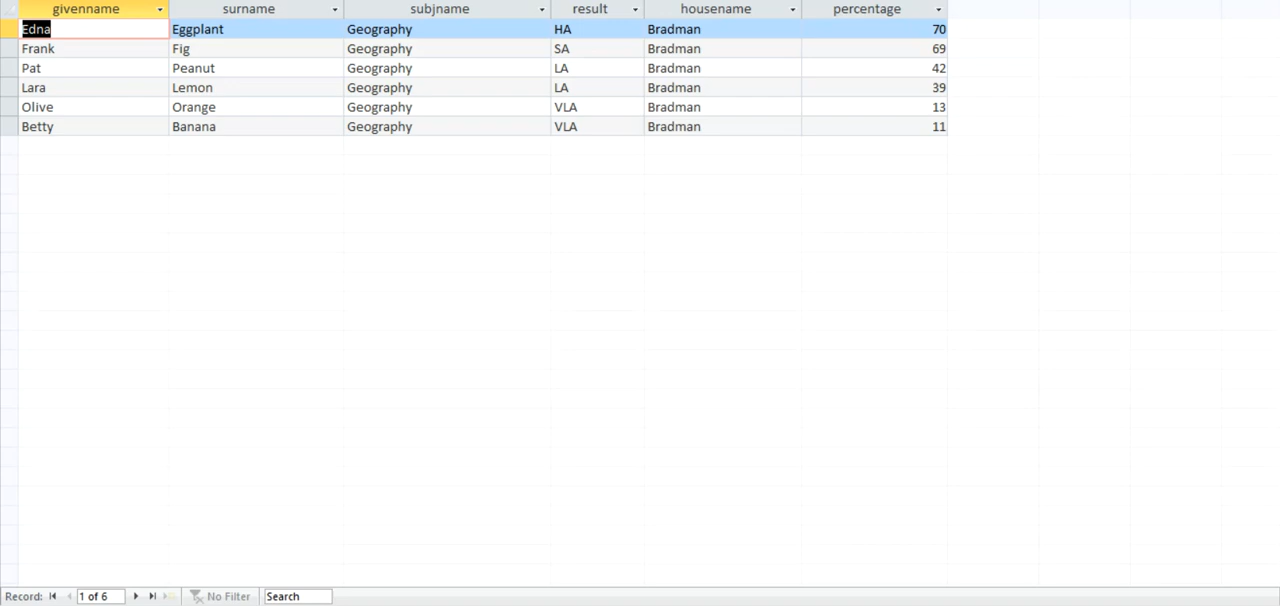 givenname surname subjname result housename percentage
Edna Eggplant Geography HA Bradman 70
Frank Fig Geography SA Bradman 69
Pat Peanut Geography LA Bradman 42
Lara Lemon Geography LA Bradman 39
Olive Orange Geography VLA Bradman 13
Betty Banana Geography VLA Bradman 11
Record: 1 of 6 No Filter Search